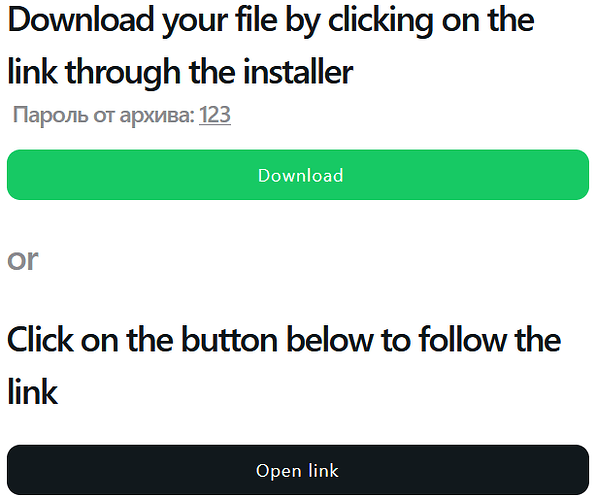 Download your file by clicking on the
link through the installer
Пароль от архива: 123
Download
or
Click on the button below to follow the
link
Open link